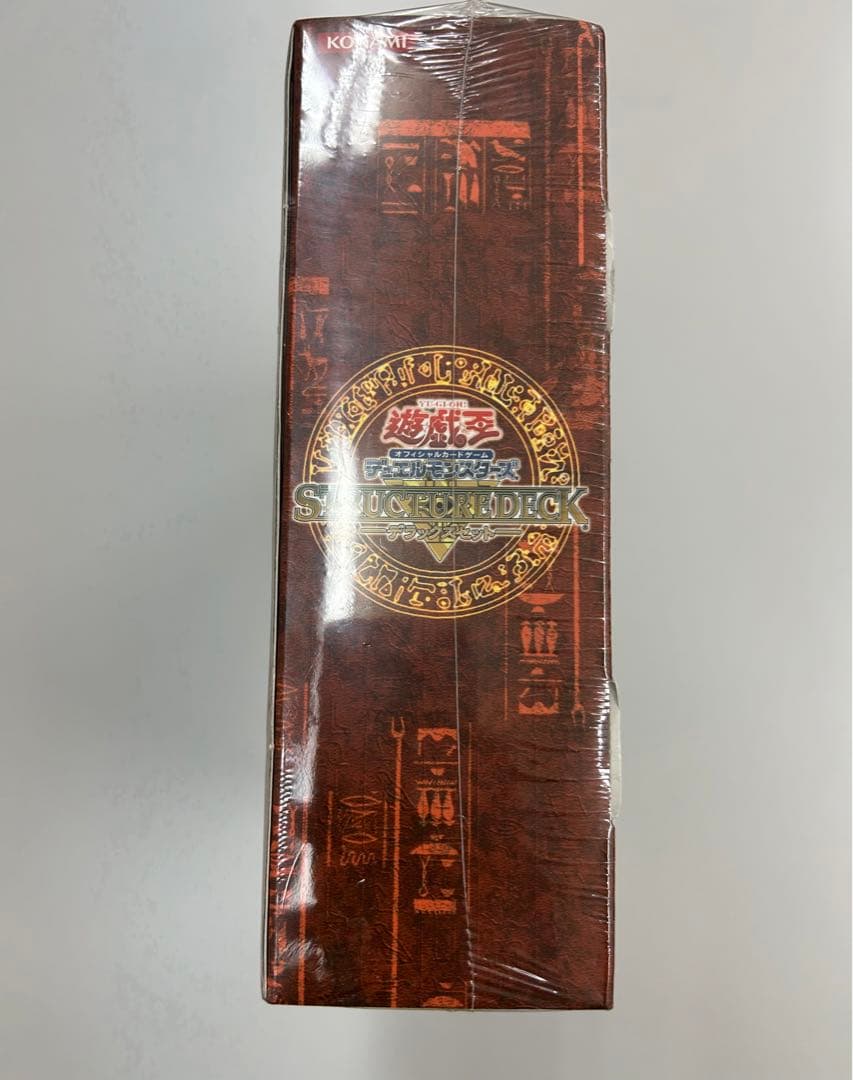 KONAMI
YU-GI-OH!
遊戯王
オフィシャルカードゲーム
デュエルモンスターズ
STRUCTURE DECK
デラックスセット